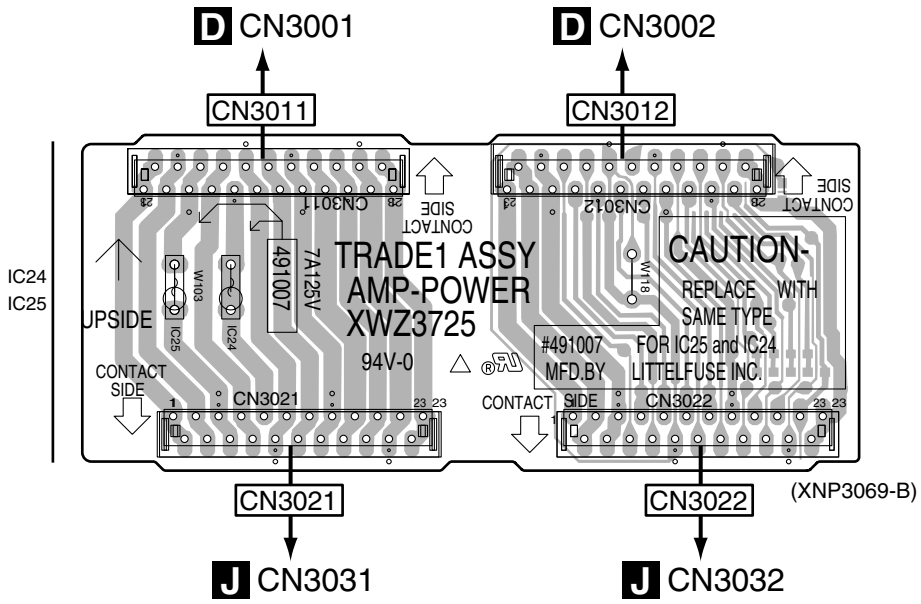 D CN3001
D CN3002
CN3011
CN3012
23
CN3011
28
CONTACT
SIDE
23
CN3012
28
CONTACT
SIDE
IC24
IC25
UPSIDE
W103
IC25
IC24
491007
7A125V
TRADE1 ASSY
AMP-POWER
XWZ3725
94V-0
W118
CAUTION-
REPLACE WITH
SAME TYPE
#491007 FOR IC25 and IC24
MFD.BY LITTELFUSE INC.
CONTACT
SIDE
1
CN3021
23 23
CONTACT SIDE
1
CN3022
23 23
CN3021
CN3022
(XNP3069-B)
J CN3031
J CN3032